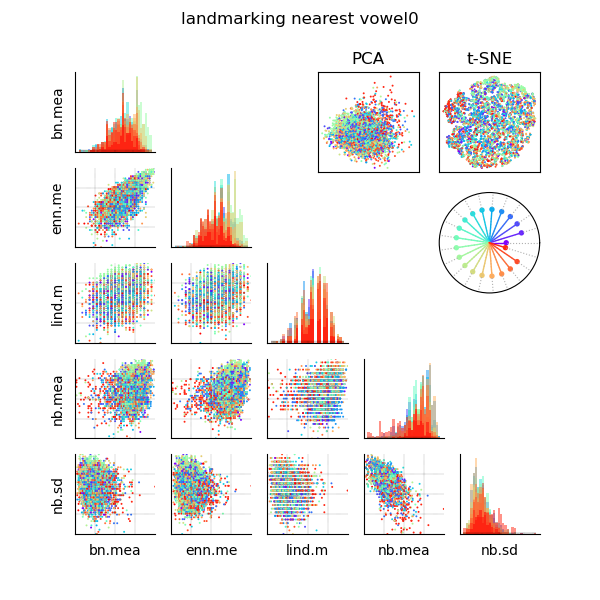 landmarking nearest vowel0
PCA
t-SNE
bn.mea
enn.me
lind.m
nb.mea
nb.sd
bn.mea
enn.me
lind.m
nb.mea
nb.sd